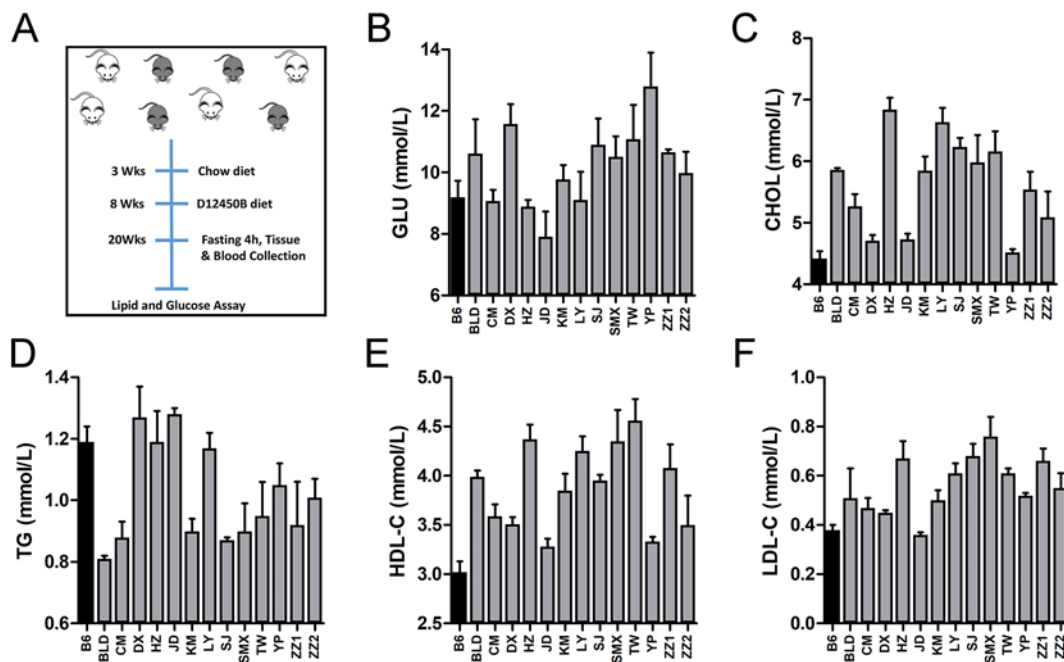 A
3 Wks Chow diet
8 Wks D12450B diet
20Wks Fasting 4h, Tissue
& Blood Collection
Lipid and Glucose Assay
B
GLU (mmol/L)
14
12
10
8
6
B6 BLD CM DX HZ JD KM LY SJ SMX TW YP ZZ1 ZZ2
C
CHOL (mmol/L)
8
7
6
5
4
B6 BLD CM DX HZ JD KM LY SJ SMX TW YP ZZ1 ZZ2
D
TG (mmol/L)
1.4
1.2
1.0
0.8
0.6
B6 BLD CM DX HZ JD KM LY SJ SMX TW YP ZZ1 ZZ2
E
HDL-C (mmol/L)
5.0
4.5
4.0
3.5
3.0
2.5
B6 BLD CM DX HZ JD KM LY SJ SMX TW YP ZZ1 ZZ2
F
LDL-C (mmol/L)
1.0
0.8
0.6
0.4
0.2
0.0
B6 BLD CM DX HZ JD KM LY SJ SMX TW YP ZZ1 ZZ2